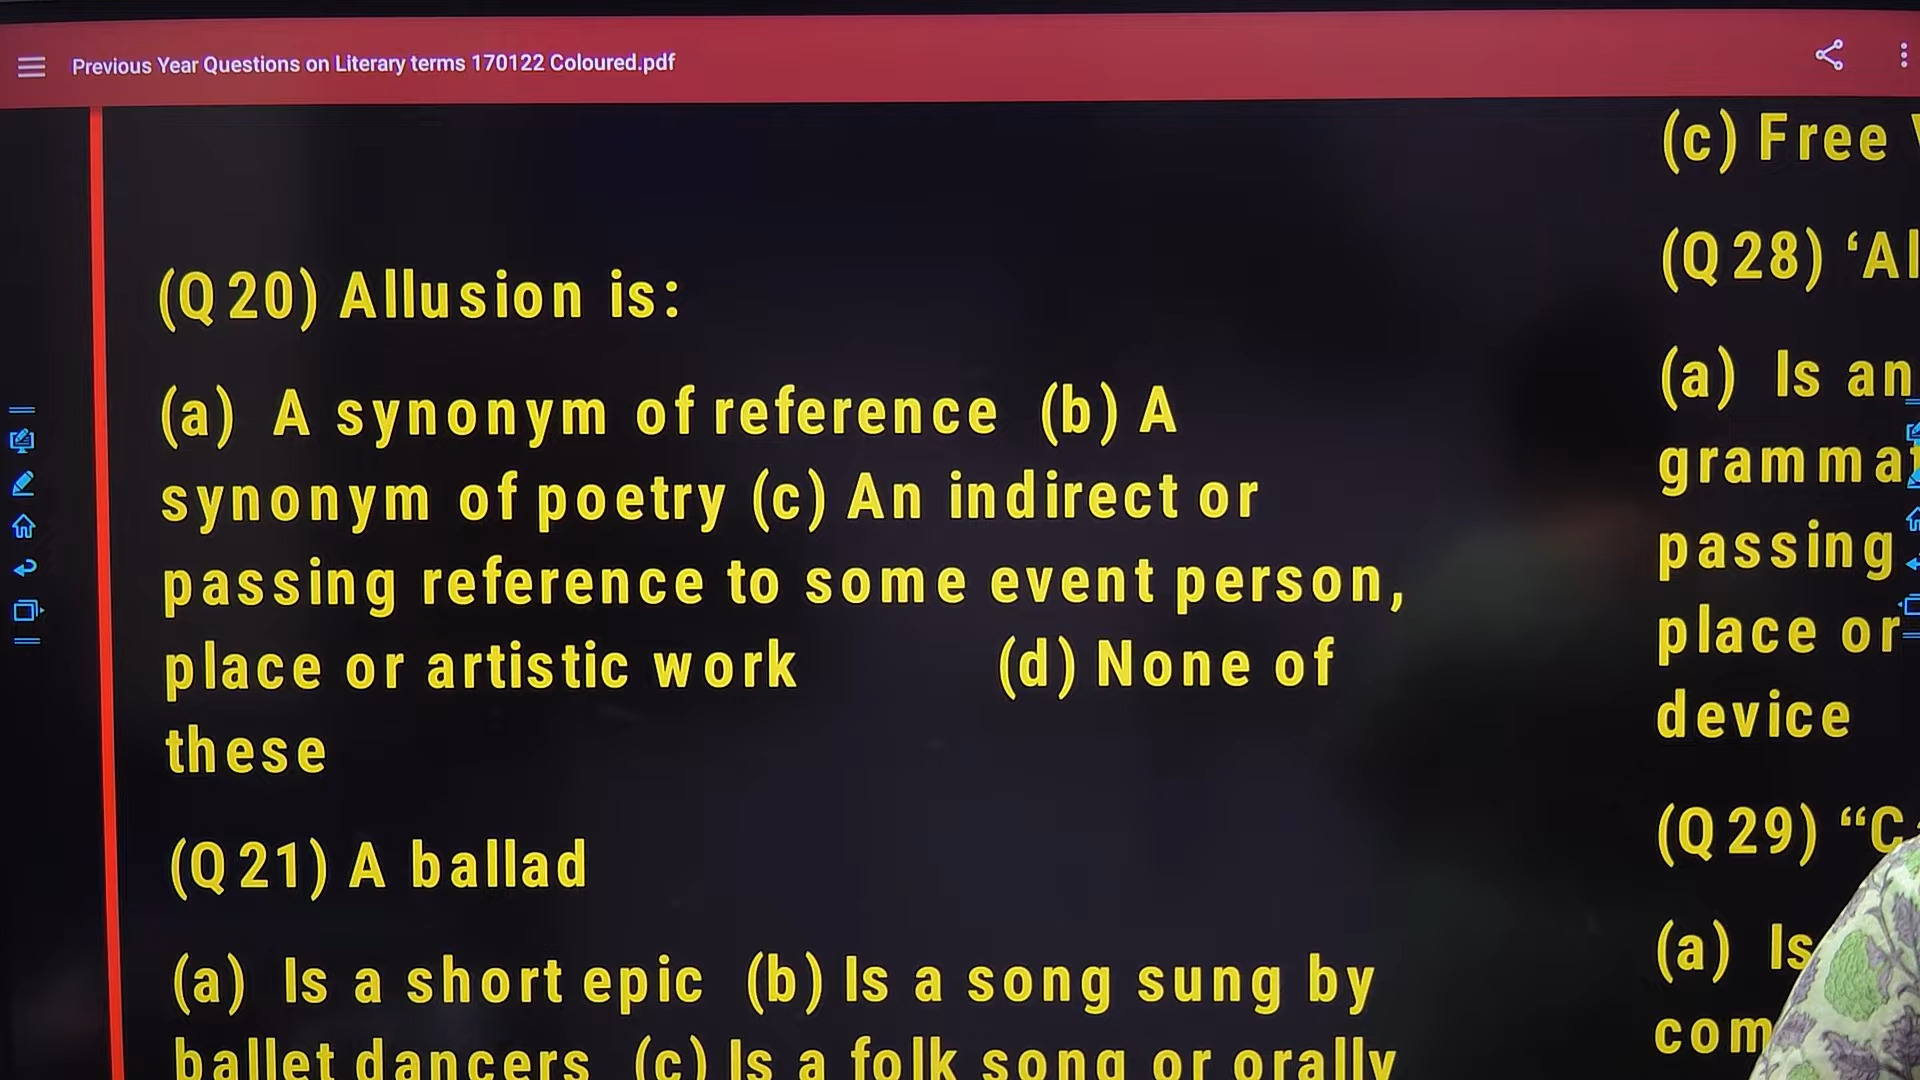 Previous Year Questions on Literary terms 170122 Coloured.pdf
(Q20) Allusion is:
(a) A synonym of reference (b) A
synonym of poetry (c) An indirect or
passing reference to some event person,
place or artistic work (d) None of
these
(Q21) A ballad
(a) Is a short epic (b) Is a song sung by
ballet dancers (c) Is a folk song or orally
(c) Free
(Q28) ‘Al
(a) Is an
gramma
passing
place or
device
(Q29) “C
(a) Is
com